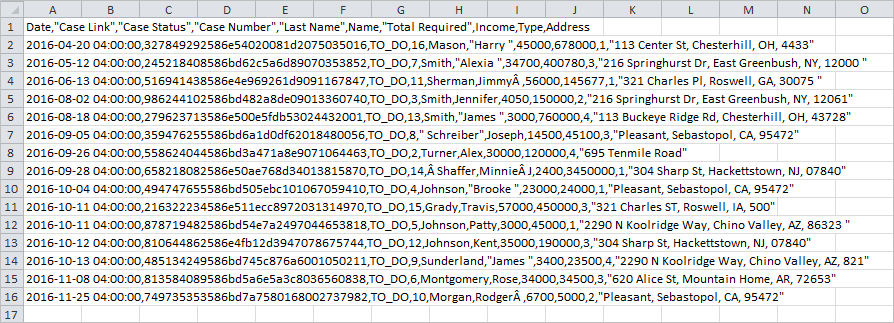 A B C D E F G H I J K L M N O
1 Date,"Case Link","Case Status","Case Number","Last Name",Name,"Total Required",Income,Type,Address
2 2016-04-20 04:00:00,327849292586e54020081d2075035016,TO_DO,16,Mason,"Harry ",45000,678000,1,"113 Center St, Chesterhill, OH, 4433"
3 2016-05-12 04:00:00,245218408586bd62c5a6d89070353852,TO_DO,7,Smith,"Alexia ",34700,400780,3,"216 Springhurst Dr, East Greenbush, NY, 12000 "
4 2016-06-13 04:00:00,516941438586e4e969261d9091167847,TO_DO,11,Sherman,JimmyÂ ,56000,145677,1,"321 Charles Pl, Roswell, GA, 30075 "
5 2016-08-02 04:00:00,986244102586bd482a8de09013360740,TO_DO,3,Smith,Jennifer,4050,150000,2,"216 Springhurst Dr, East Greenbush, NY, 12061"
6 2016-08-18 04:00:00,279623713586e500e5fdb53024432001,TO_DO,13,Smith,"James ",3000,760000,4,"113 Buckeye Ridge Rd, Chesterhill, OH, 43728"
7 2016-09-05 04:00:00,359476255586bd6a1d0df62018480056,TO_DO,8," Schreiber",Joseph,14500,45100,3,"Pleasant, Sebastopol, CA, 95472"
8 2016-09-26 04:00:00,558624044586bd3a471a8e9071064463,TO_DO,2,Turner,Alex,30000,120000,4,"695 Tenmile Road"
9 2016-09-28 04:00:00,658218082586e50ae768d34013815870,TO_DO,14,Â Shaffer,MinnieÂ J,2400,3450000,1,"304 Sharp St, Hackettstown, NJ, 07840"
10 2016-10-04 04:00:00,494747655586bd505ebc101067059410,TO_DO,4,Johnson,"Brooke ",23000,24000,1,"Pleasant, Sebastopol, CA, 95472"
11 2016-10-11 04:00:00,216322234586e511ecc8972031314970,TO_DO,15,Grady,Travis,57000,450000,3,"321 Charles ST, Roswell, IA, 500"
12 2016-10-11 04:00:00,878719482586bd54e7a2497044653818,TO_DO,5,Johnson,Patty,3000,45000,1,"2290 N Koolridge Way, Chino Valley, AZ, 86323 "
13 2016-10-12 04:00:00,810644862586e4fb12d3947078675744,TO_DO,12,Johnson,Kent,35000,190000,3,"304 Sharp St, Hackettstown, NJ, 07840"
14 2016-10-13 04:00:00,485134249586bd745c876a6001050211,TO_DO,9,Sunderland,"James ",3400,23500,4,"2290 N Koolridge Way, Chino Valley, AZ, 821"
15 2016-11-08 04:00:00,813584089586bd5a6e5a3c8036560838,TO_DO,6,Montgomery,Rose,34000,34500,3,"620 Alice St, Mountain Home, AR, 72653"
16 2016-11-25 04:00:00,749735353586bd7a7580168002737982,TO_DO,10,Morgan,RodgerÂ ,6700,5000,2,"Pleasant, Sebastopol, CA, 95472"
17